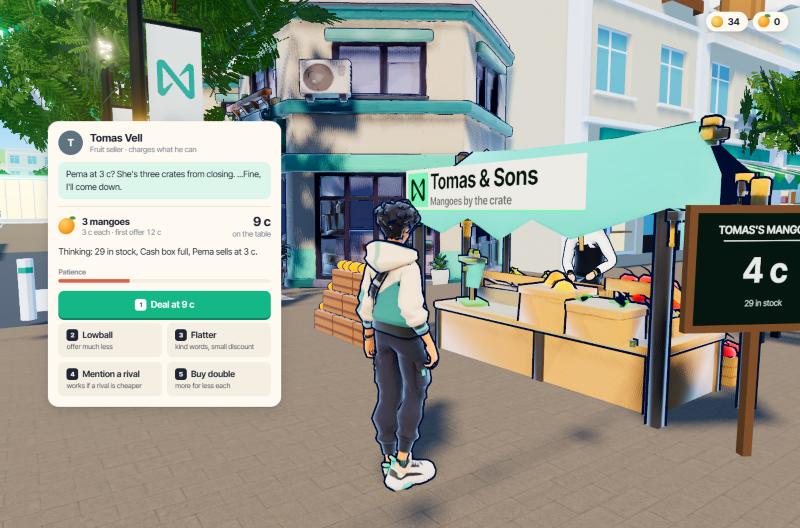 34
0
T
Tomas Vell
Fruit seller · charges what he can
Pema at 3 c? She's three crates from closing. ...Fine,
I'll come down.
3 mangoes
3 c each · first offer 12 c
9 c
on the table
Thinking: 29 in stock, Cash box full, Pema sells at 3 c.
Patience
1 Deal at 9 c
2 Lowball
offer much less
3 Flatter
kind words, small discount
4 Mention a rival
works if a rival is cheaper
5 Buy double
more for less each
Tomas & Sons
Mangoes by the crate
TOMAS'S MANGO
4 c
29 in stock